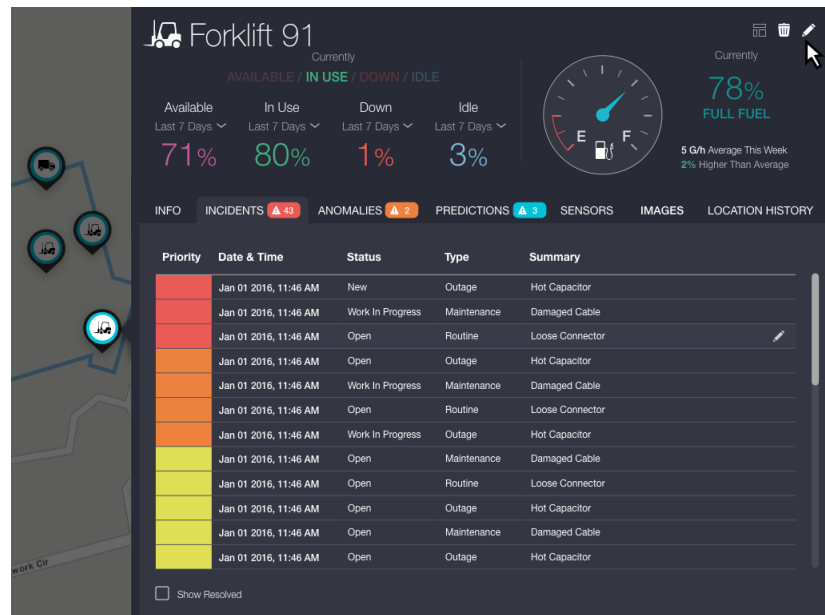 Forklift 91
Currently
AVAILABLE / IN USE / DOWN / IDLE
Available
Last 7 Days
71%
In Use
Last 7 Days
80%
Down
Last 7 Days
1%
Idle
Last 7 Days
3%
E F
Currently
78%
FULL FUEL
5 G/h Average This Week
2% Higher Than Average
INFO INCIDENTS 43 ANOMALIES 2 PREDICTIONS 3 SENSORS IMAGES LOCATION HISTORY
Priority Date & Time Status Type Summary
Jan 01 2016, 11:46 AM New Outage Hot Capacitor
Jan 01 2016, 11:46 AM Work In Progress Maintenance Damaged Cable
Jan 01 2016, 11:46 AM Open Routine Loose Connector
Jan 01 2016, 11:46 AM Open Outage Hot Capacitor
Jan 01 2016, 11:46 AM Work In Progress Maintenance Damaged Cable
Jan 01 2016, 11:46 AM Open Routine Loose Connector
Jan 01 2016, 11:46 AM Work In Progress Outage Hot Capacitor
Jan 01 2016, 11:46 AM Open Maintenance Damaged Cable
Jan 01 2016, 11:46 AM Open Routine Loose Connector
Jan 01 2016, 11:46 AM Open Outage Hot Capacitor
Jan 01 2016, 11:46 AM Open Maintenance Damaged Cable
Jan 01 2016, 11:46 AM Open Outage Hot Capacitor
Show Resolved
work Cir